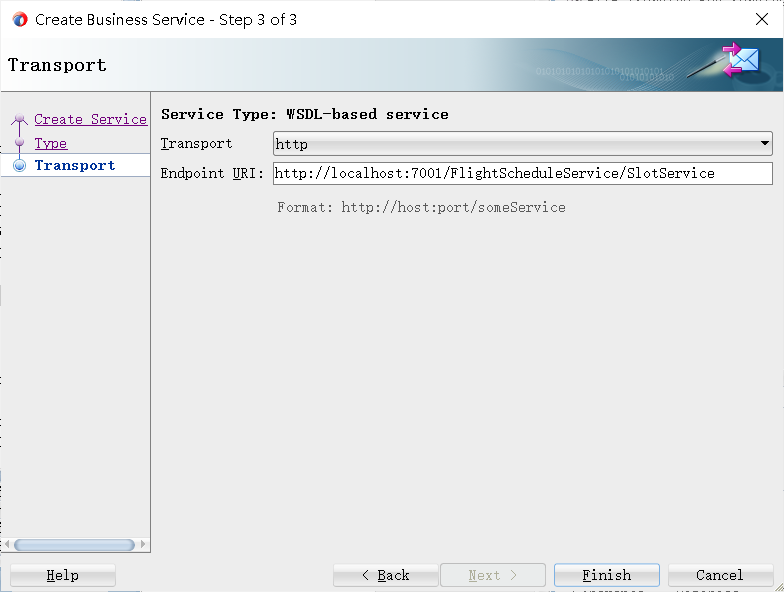 Create Business Service - Step 3 of 3
Transport
Create Service
Type
Transport
Service Type: WSDL-based service
Transport http
Endpoint URI: http://localhost:7001/FlightScheduleService/SlotService
Format: http://host:port/someService
Help < Back Next > Finish Cancel